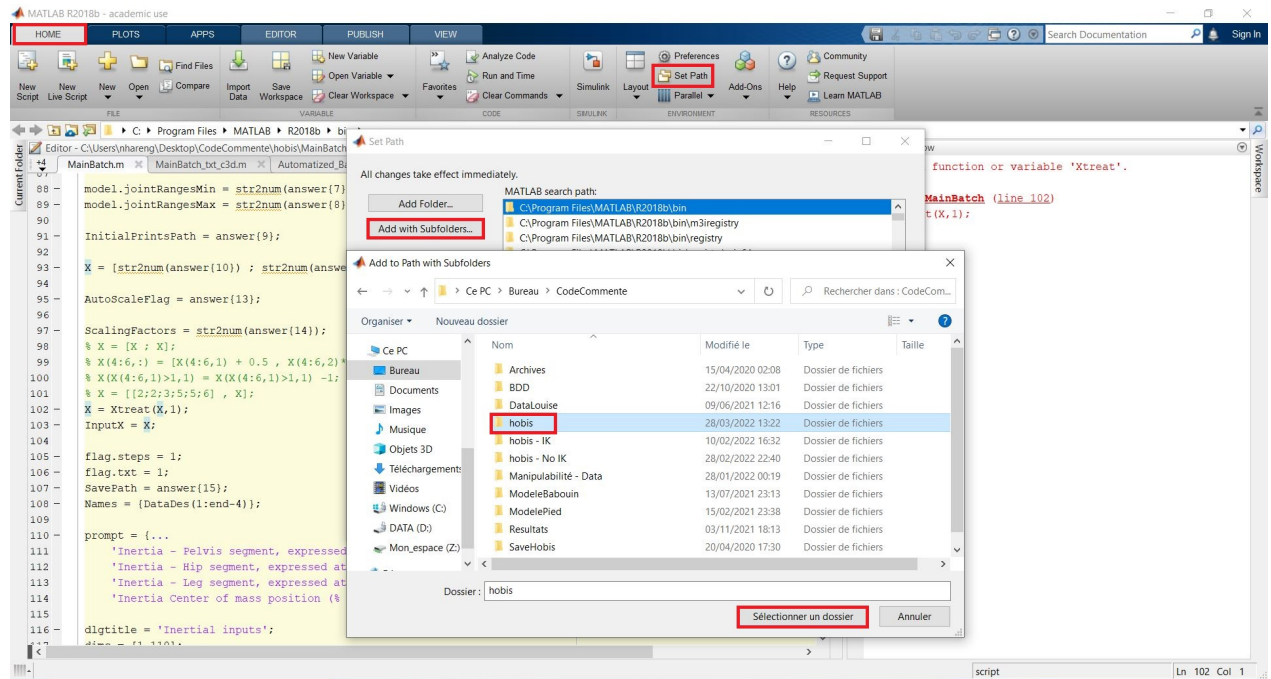 MATLAB R2018b - academic use
HOME PLOTS APPS EDITOR PUBLISH VIEW Search Documentation Sign In
New Script
New Live Script
New
Open
Find Files
Compare
Import Data
Save Workspace
New Variable
Open Variable
Clear Workspace
Favorites
Analyze Code
Run and Time
Clear Commands
Simulink
Layout
Preferences
Set Path
Parallel
Add-Ons
Help
Community
Request Support
Learn MATLAB
FILE VARIABLE CODE SIMULINK ENVIRONMENT RESOURCES
C: Program Files MATLAB R2018b bi
Current Folder
Workspace
Editor - C:\Users\nhareng\Desktop\CodeCommente\hobis\MainBatch
+4 MainBatch.m MainBatch_txt_c3d.m Automatized_Ba
88 - model.jointRangesMin = str2num(answer{7}
89 - model.jointRangesMax = str2num(answer{8}
90
91 - InitialPrintsPath = answer{9};
92
93 - X = [str2num(answer{10}) ; str2num(answe
94
95 - AutoScaleFlag = answer{13};
96
97 - ScalingFactors = str2num(answer{14});
98 % X = [X ; X];
99 % X(4:6,:) = [X(4:6,1) + 0.5 , X(4:6,2)*
100 % X(X(4:6,1)>1,1) = X(X(4:6,1)>1,1) -1;
101 % X = [[2;2;3;5;5;6] , X];
102 - X = Xtreat(X,1);
103 - InputX = X;
104
105 - flag.steps = 1;
106 - flag.txt = 1;
107 - SavePath = answer{15};
108 - Names = {DataDes(1:end-4)};
109
110 - prompt = {...
111 'Inertia - Pelvis segment, expressed
112 'Inertia - Hip segment, expressed at
113 'Inertia - Leg segment, expressed at
114 'Inertia Center of mass position (%
115
116 - dlgtitle = 'Inertial inputs';
Set Path
All changes take effect immediately.
MATLAB search path:
Add Folder...
Add with Subfolders...
C:\Program Files\MATLAB\R2018b\bin
C:\Program Files\MATLAB\R2018b\bin\m3iregistry
C:\Program Files\MATLAB\R2018b\bin\registry
Add to Path with Subfolders
Ce PC > Bureau > CodeCommente
Rechercher dans : CodeCom...
Organiser Nouveau dossier
Ce PC
Bureau
Documents
Images
Musique
Objets 3D
Téléchargements
Vidéos
Windows (C:)
DATA (D:)
Mon_espace (Z:)
Nom Modifié le Type Taille
Archives 15/04/2020 02:08 Dossier de fichiers
BDD 22/10/2020 13:01 Dossier de fichiers
DataLouise 09/06/2021 12:16 Dossier de fichiers
hobis 28/03/2022 13:22 Dossier de fichiers
hobis - IK 10/02/2022 16:32 Dossier de fichiers
hobis - No IK 28/02/2022 22:40 Dossier de fichiers
Manipulabilité - Data 28/01/2022 00:19 Dossier de fichiers
ModeleBabouin 13/07/2021 23:13 Dossier de fichiers
ModelePied 15/02/2021 23:38 Dossier de fichiers
Resultats 03/11/2021 18:13 Dossier de fichiers
SaveHobis 20/04/2020 17:30 Dossier de fichiers
Dossier : hobis
Sélectionner un dossier Annuler
ow
function or variable 'Xtreat'.
MainBatch (line 102)
t(X,1);
script Ln 102 Col 1